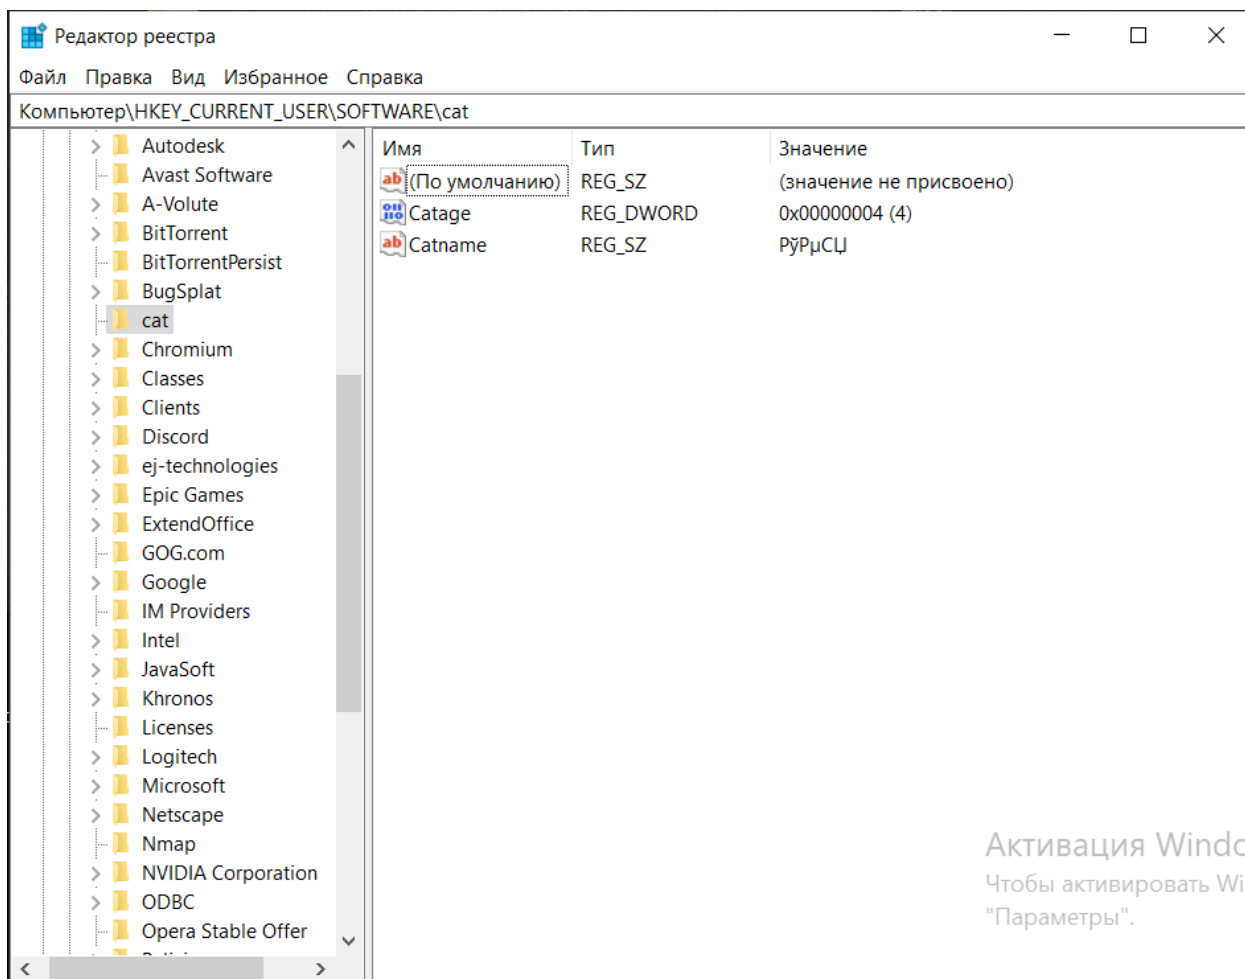 Редактор реестра
Файл Правка Вид Избранное Справка
Компьютер\HKEY_CURRENT_USER\SOFTWARE\cat
Autodesk
Avast Software
A-Volute
BitTorrent
BitTorrentPersist
BugSplat
cat
Chromium
Classes
Clients
Discord
ej-technologies
Epic Games
ExtendOffice
GOG.com
Google
IM Providers
Intel
JavaSoft
Khronos
Licenses
Logitech
Microsoft
Netscape
Nmap
NVIDIA Corporation
ODBC
Opera Stable Offer
Имя Тип Значение
(По умолчанию) REG_SZ (значение не присвоено)
Catage REG_DWORD 0x00000004 (4)
Catname REG_SZ РўРµСЏ
Активация Windo
Чтобы активировать Wi
"Параметры".